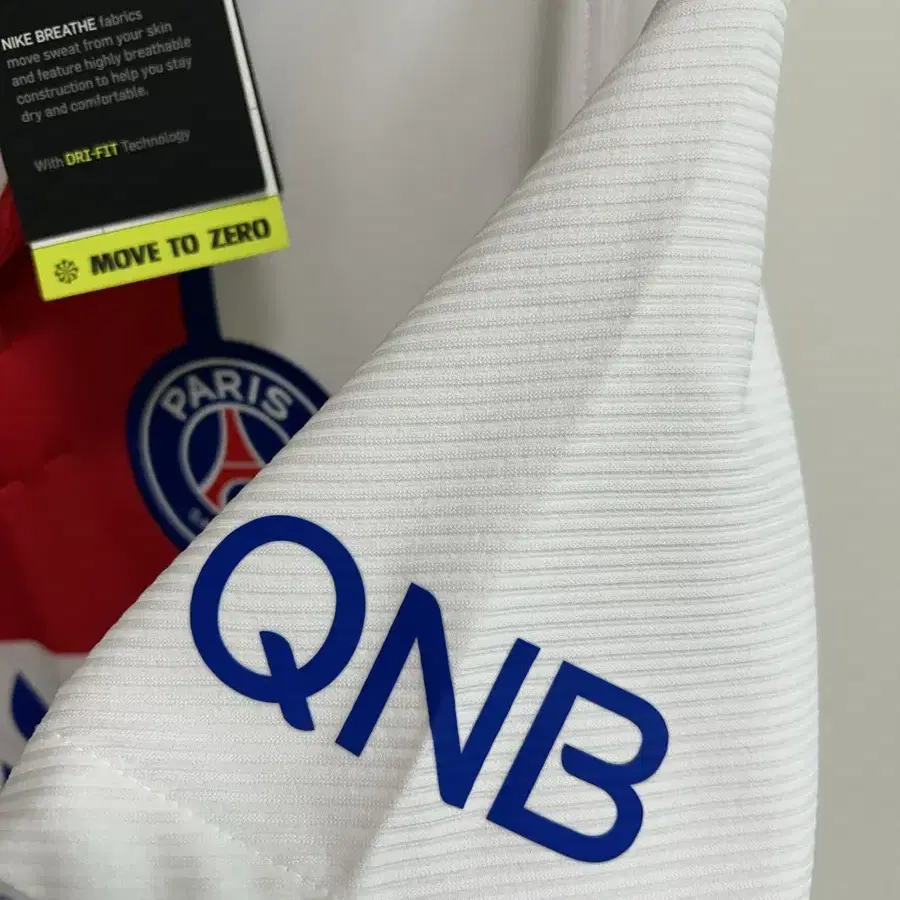 NIKE BREATHE fabrics
move sweat from your skin
and feature highly breathable
construction to help you stay
dry and comfortable.
With DRI-FIT Technology
MOVE TO ZERO
PARIS
QNB